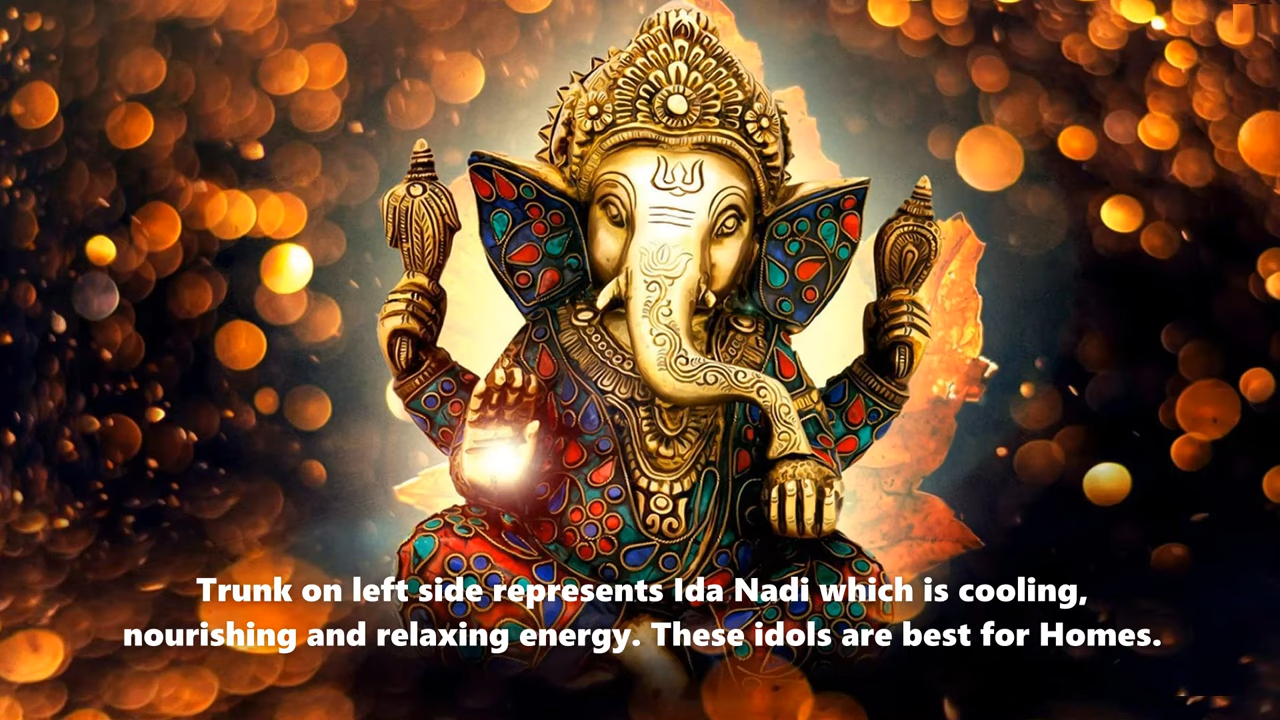 Trunk on left side represents Ida Nadi which is cooling,
nourishing and relaxing energy. These idols are best for Homes.